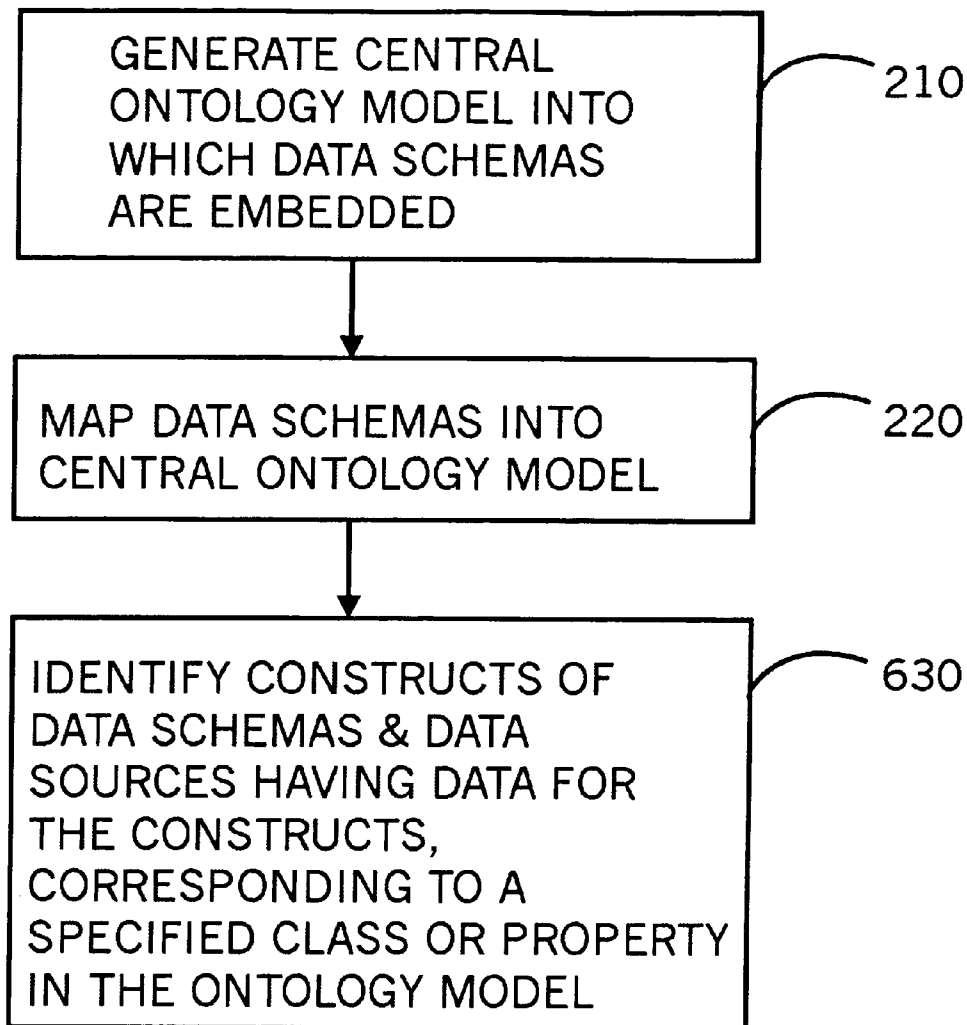 GENERATE CENTRAL
ONTOLOGY MODEL INTO
WHICH DATA SCHEMAS
ARE EMBEDDED
210
MAP DATA SCHEMAS INTO
CENTRAL ONTOLOGY MODEL
220
IDENTIFY CONSTRUCTS OF
DATA SCHEMAS & DATA
SOURCES HAVING DATA FOR
THE CONSTRUCTS,
CORRESPONDING TO A
SPECIFIED CLASS OR PROPERTY
IN THE ONTOLOGY MODEL
630